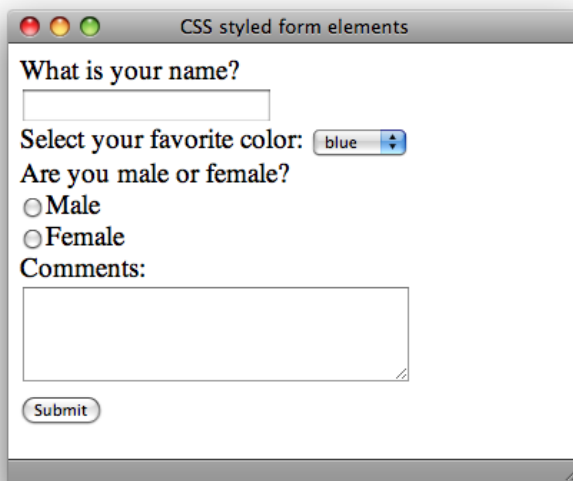 CSS styled form elements
What is your name?
Select your favorite color: blue
Are you male or female?
Male
Female
Comments:
Submit